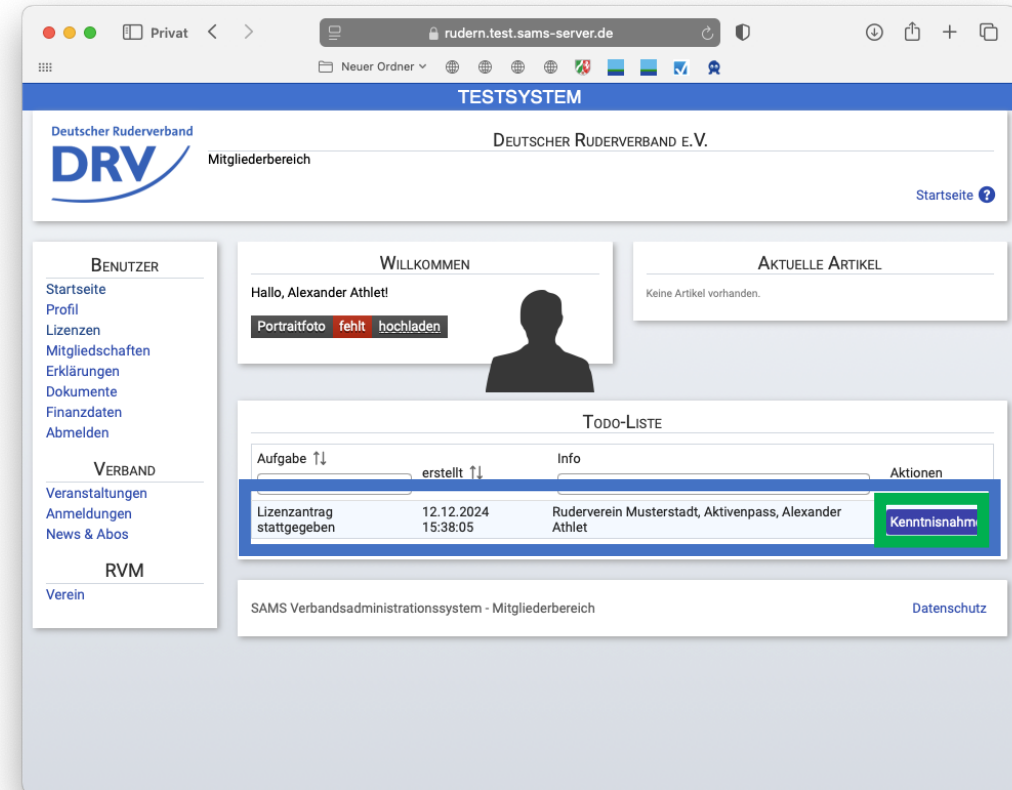 Privat
rudern.test.sams-server.de
Neuer Ordner
TESTSYSTEM
Deutscher Ruderverband
DRV
DEUTSCHER RUDERVERBAND E.V.
Mitgliederbereich
Startseite ?
BENUTZER
Startseite
Profil
Lizenzen
Mitgliedschaften
Erklärungen
Dokumente
Finanzdaten
Abmelden
VERBAND
Veranstaltungen
Anmeldungen
News & Abos
RVM
Verein
WILLKOMMEN
Hallo, Alexander Athlet!
Portraitfoto fehlt hochladen
AKTUELLE ARTIKEL
Keine Artikel vorhanden.
TODO-LISTE
Aufgabe erstellt Info Aktionen
Lizenzantrag 12.12.2024 Ruderverein Musterstadt, Aktivenpass, Alexander Kenntnisnahm
stattgegeben 15:38:05 Athlet
SAMS Verbandsadministrationssystem - Mitgliederbereich Datenschutz